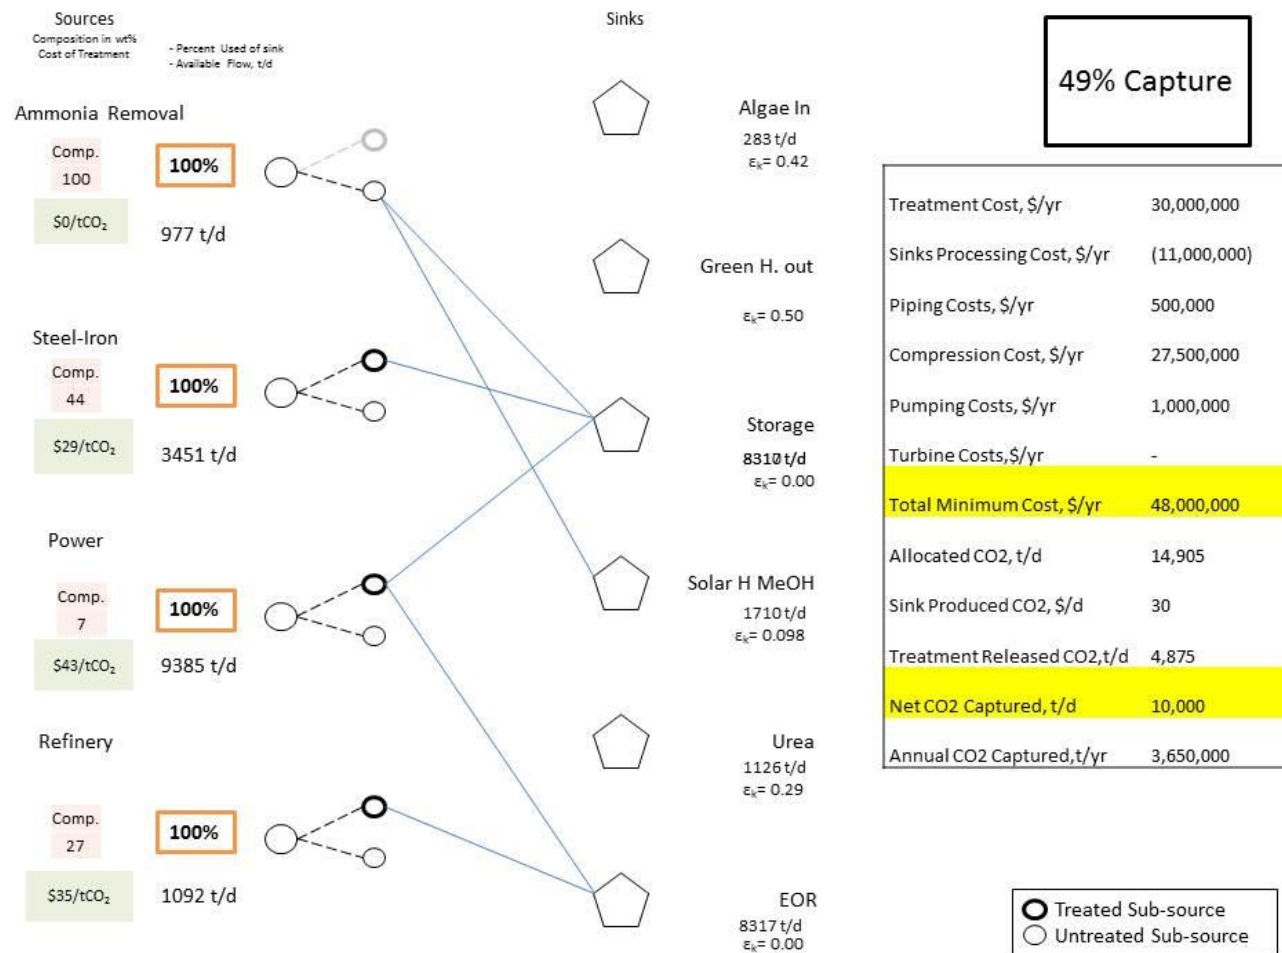 Sources
Composition in wt%
Cost of Treatment
- Percent Used of sink
- Available Flow, t/d
Sinks
49% Capture
Ammonia Removal
Comp.
100
100%
$0/tCO₂
977 t/d
Steel-Iron
Comp.
44
100%
$29/tCO₂
3451 t/d
Power
Comp.
7
100%
$43/tCO₂
9385 t/d
Refinery
Comp.
27
100%
$35/tCO₂
1092 t/d
Algae In
283 t/d
εₖ= 0.42
Green H. out
εₖ= 0.50
Storage
t/d
εₖ= 0.00
Solar H MeOH
1710 t/d
εₖ= 0.098
Urea
1126 t/d
εₖ= 0.29
EOR
8317 t/d
εₖ= 0.00
Treatment Cost, $/yr 30,000,000
Sinks Processing Cost, $/yr (11,000,000)
Piping Costs, $/yr 500,000
Compression Cost, $/yr 27,500,000
Pumping Costs, $/yr 1,000,000
Turbine Costs,$/yr -
Total Minimum Cost, $/yr 48,000,000
Allocated CO2, t/d 14,905
Sink Produced CO2, $/d 30
Treatment Released CO2,t/d 4,875
Net CO2 Captured, t/d 10,000
Annual CO2 Captured,t/yr 3,650,000
Treated Sub-source
Untreated Sub-source